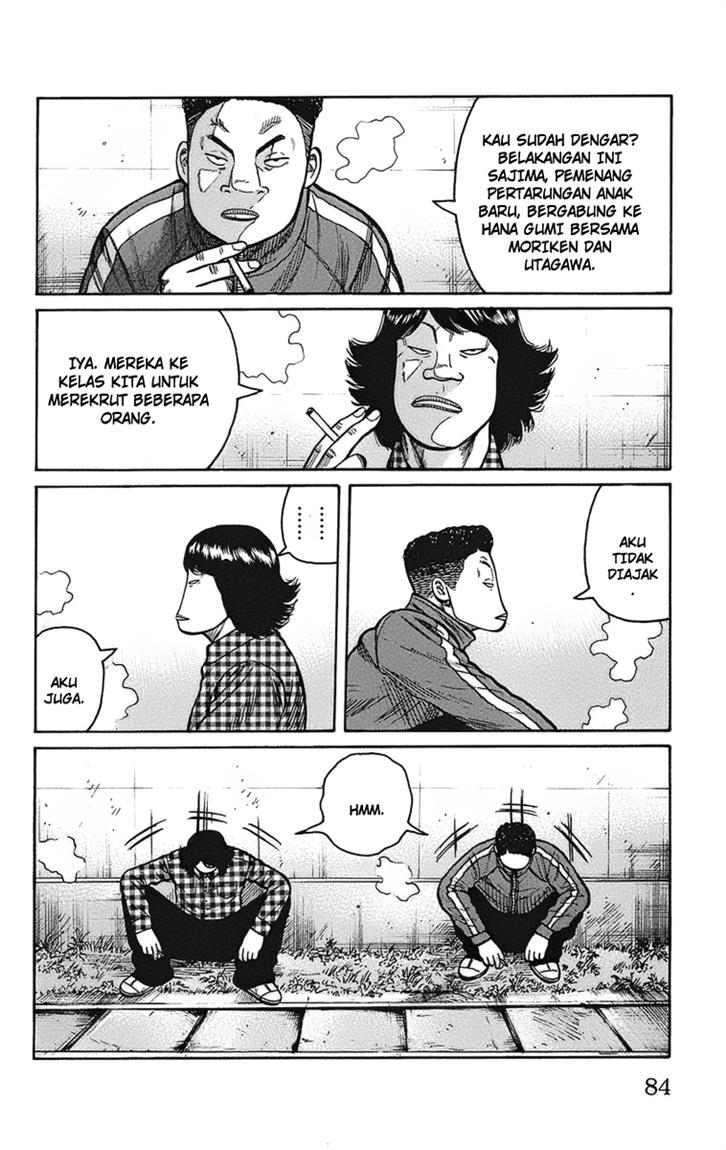 KAU SUDAH DENGAR?
BELAKANGAN INI
SAJIMA, PEMENANG
PERTARUNGAN ANAK
BARU, BERGABUNG KE
HANA GUMI BERSAMA
MORIKEN DAN
UTAGAWA.
IYA. MEREKA KE
KELAS KITA UNTUK
MEREKRUT BEBERAPA
ORANG.
AKU
TIDAK
DIAJAK
.
............
AKU
JUGA.
HMM.
84